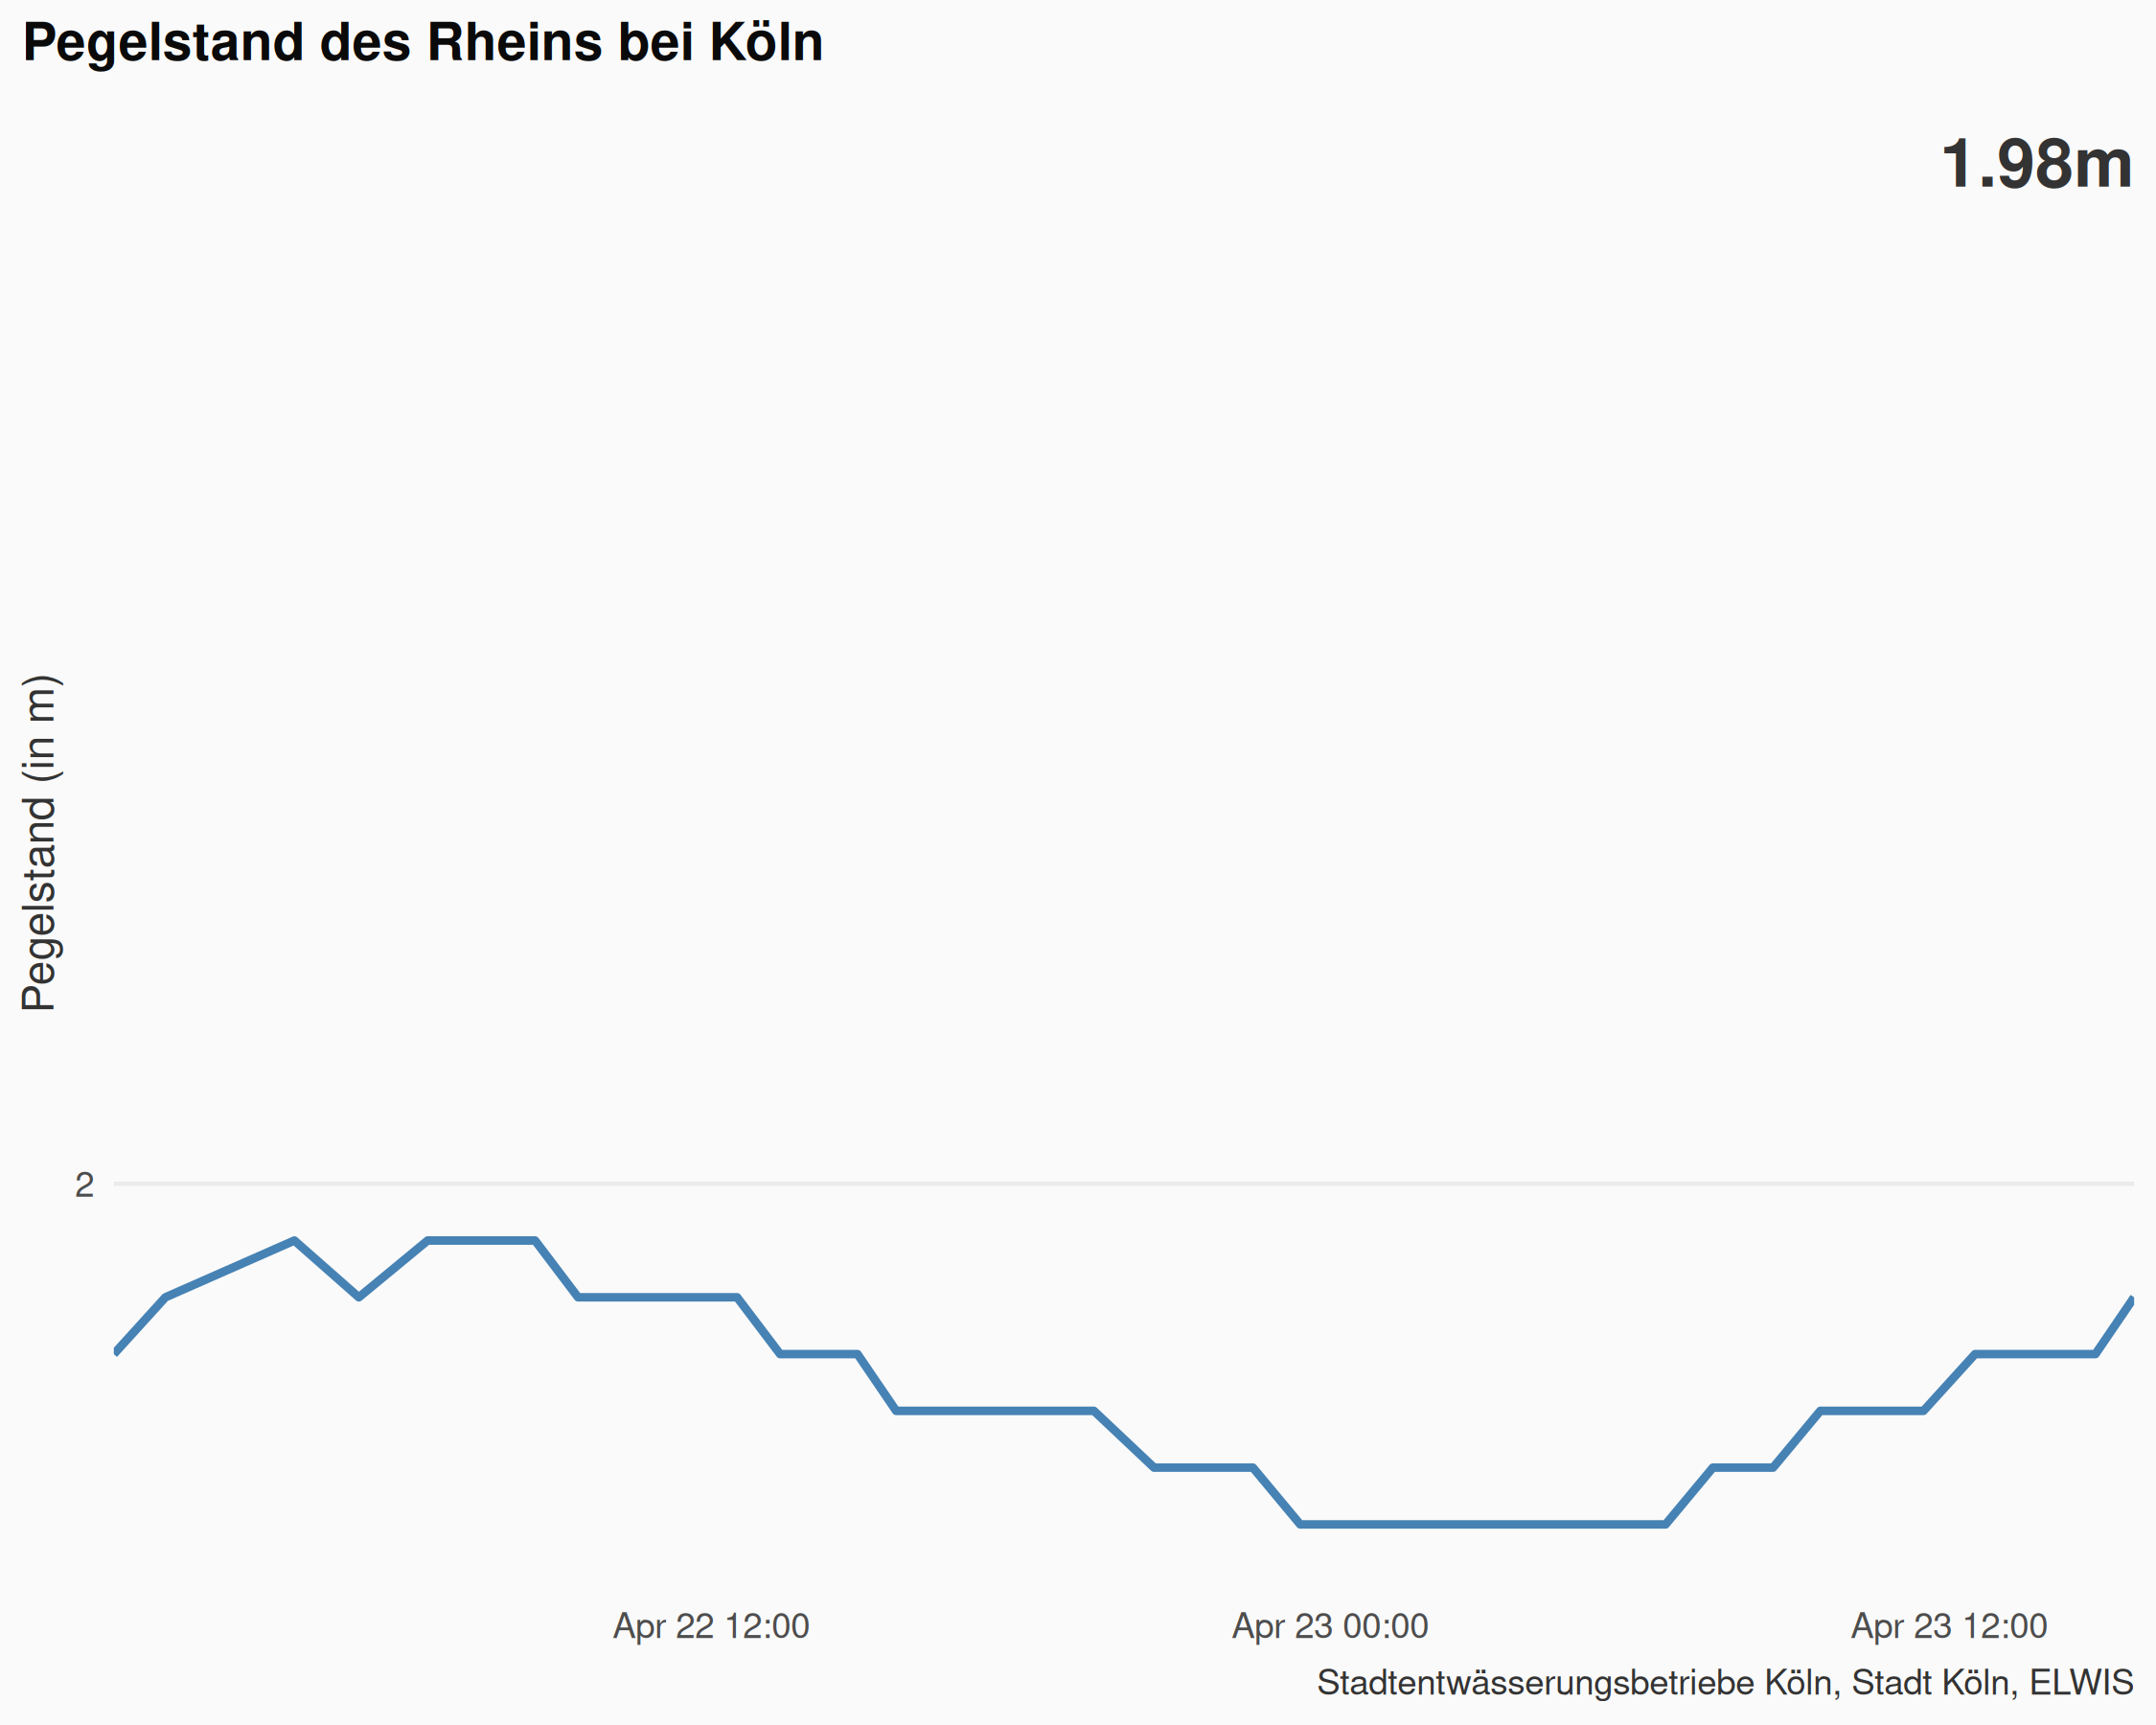 Pegelstand des Rheins bei Köln
1.98m
Pegelstand (in m)
2
Apr 22 12:00
Apr 23 00:00
Apr 23 12:00
Stadtentwässerungsbetriebe Köln, Stadt Köln, ELWIS